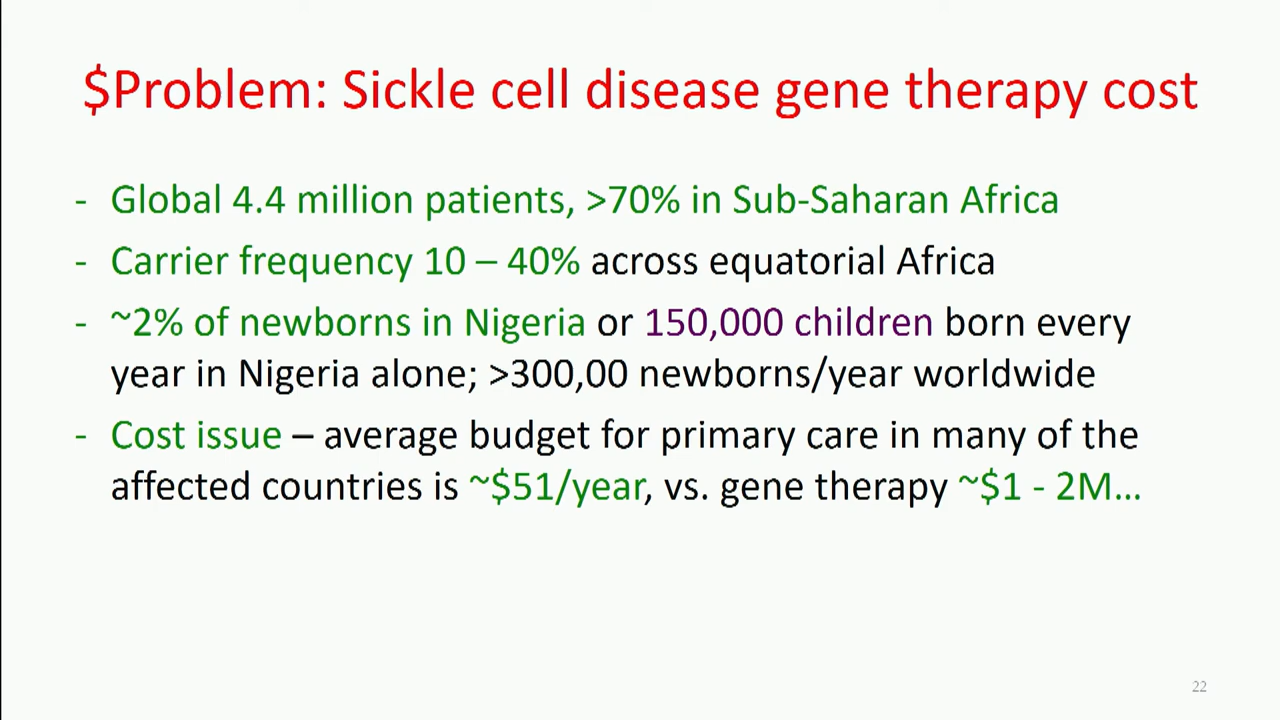 $Problem: Sickle cell disease gene therapy cost
- Global 4.4 million patients, >70% in Sub-Saharan Africa
- Carrier frequency 10 – 40% across equatorial Africa
- ~2% of newborns in Nigeria or 150,000 children born every
year in Nigeria alone; >300,00 newborns/year worldwide
- Cost issue – average budget for primary care in many of the
affected countries is ~$51/year, vs. gene therapy ~$1 - 2M…
22